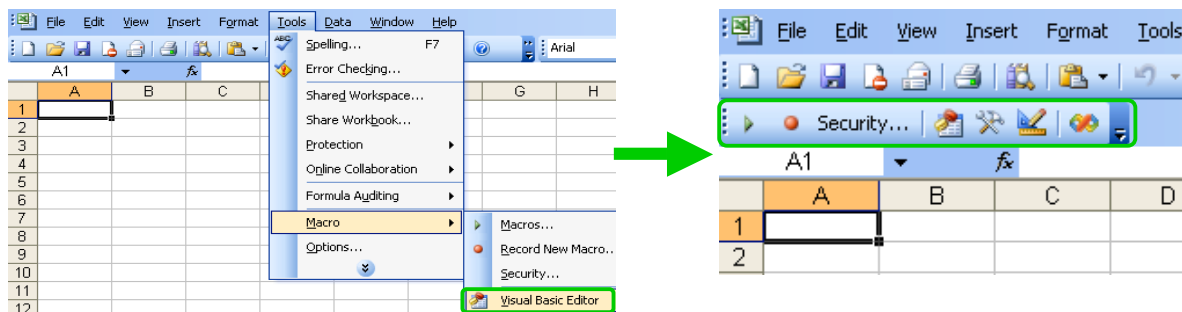 File Edit View Insert Format Tools Data Window Help
Arial
A1 fx
A B C G H
1
2
3
4
5
6
7
8
9
10
11
12
Spelling... F7
Error Checking...
Shared Workspace...
Share Workbook...
Protection
Online Collaboration
Formula Auditing
Macro
Options...
Macros...
Record New Macro..
Security...
Visual Basic Editor
File Edit View Insert Format Tools
Security...
A1 fx
A B C D
1
2